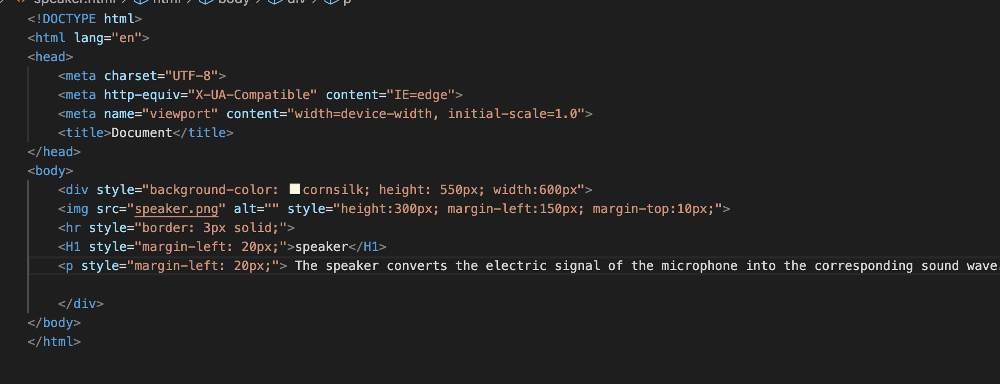 speaker.html > html > body > div > p
<!DOCTYPE html>
<html lang="en">
<head>
    <meta charset="UTF-8">
    <meta http-equiv="X-UA-Compatible" content="IE=edge">
    <meta name="viewport" content="width=device-width, initial-scale=1.0">
    <title>Document</title>
</head>
<body>
    <div style="background-color: cornsilk; height: 550px; width:600px">
    <img src="speaker.png" alt="" style="height:300px; margin-left:150px; margin-top:10px;">
    <hr style="border: 3px solid;">
    <H1 style="margin-left: 20px;">speaker</H1>
    <p style="margin-left: 20px;"> The speaker converts the electric signal of the microphone into the corresponding sound wave
    </div>
</body>
</html>